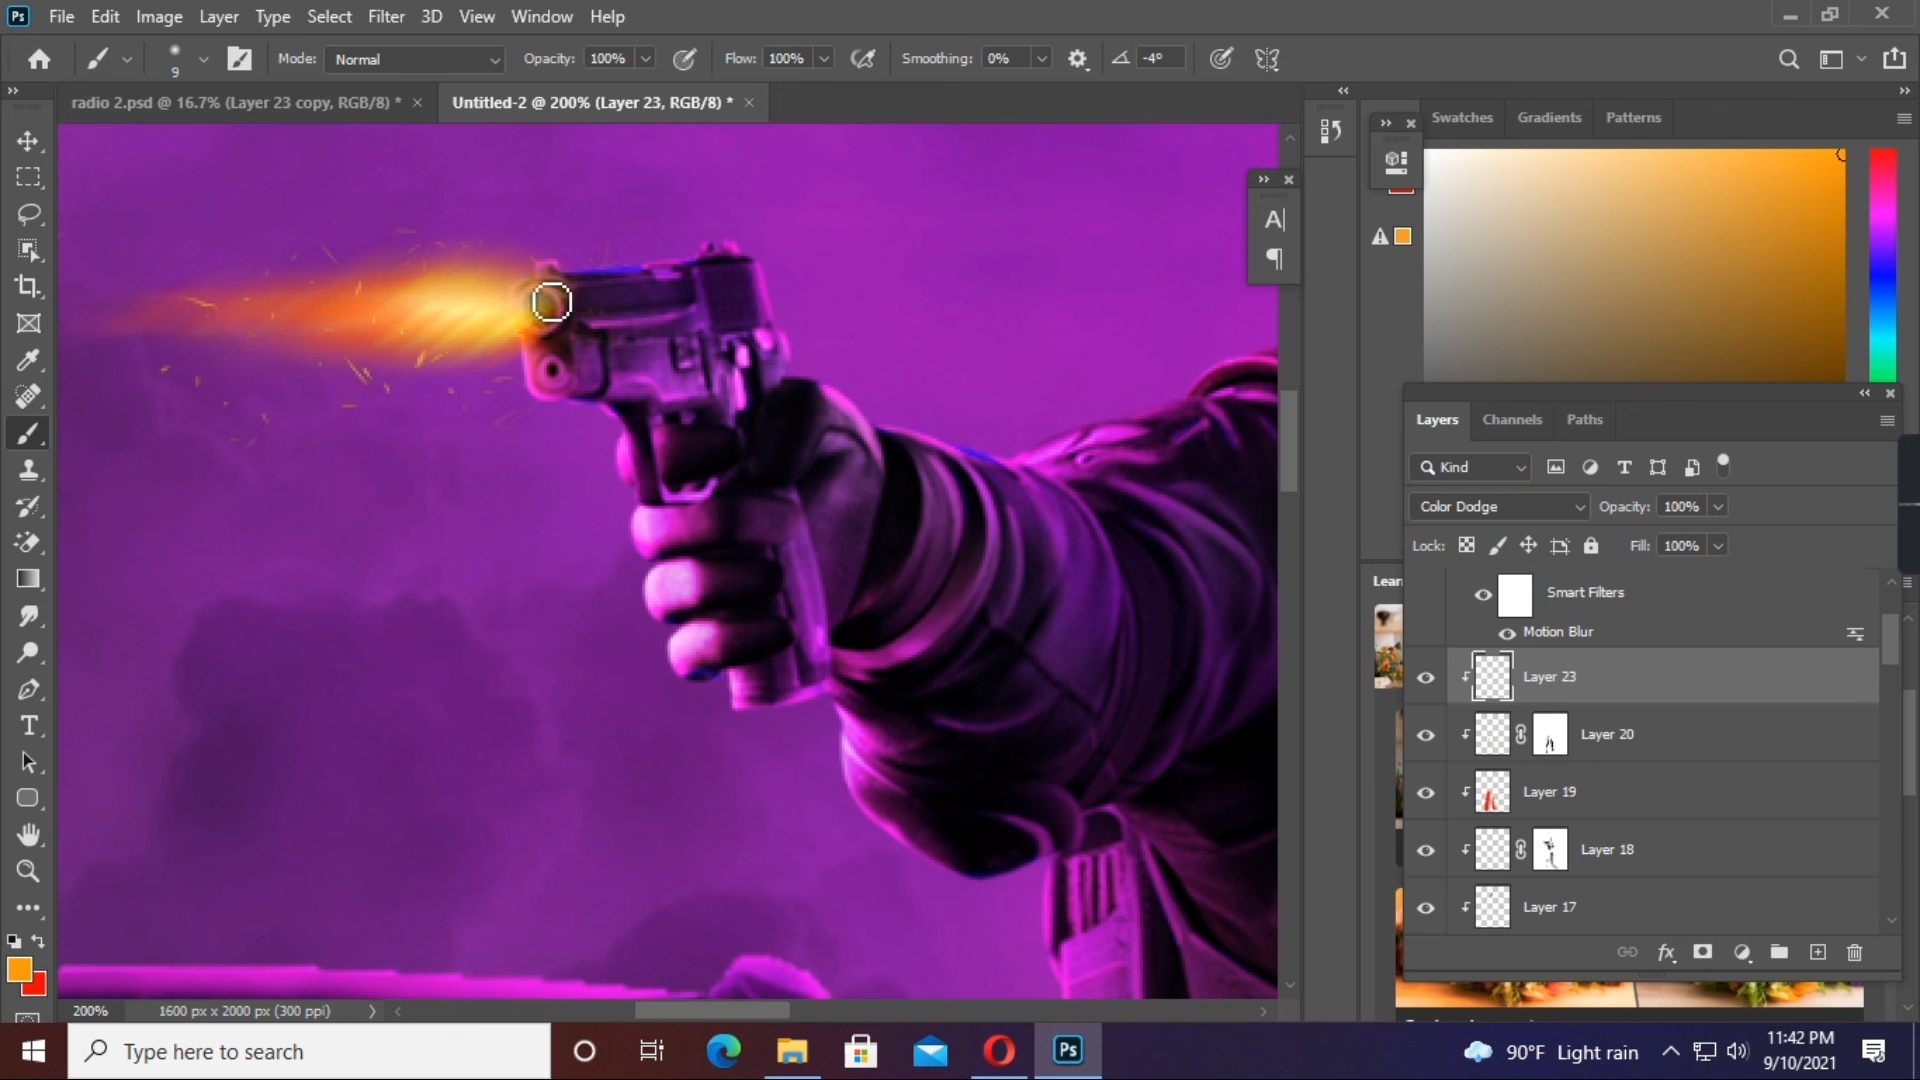 Ps File Edit Image Layer Type Select Filter 3D View Window Help
9 Mode: Normal Opacity: 100% Flow: 100% Smoothing: 0% -4°
radio 2.psd @ 16.7% (Layer 23 copy, RGB/8) * × Untitled-2 @ 200% (Layer 23, RGB/8) * ×
Swatches Gradients Patterns
A|
¶
Layers Channels Paths
Kind
Color Dodge Opacity: 100%
Lock: Fill: 100%
Lear
Smart Filters
Motion Blur
Layer 23
Layer 20
Layer 19
Layer 18
Layer 17
fx
200% 1600 px x 2000 px (300 ppi)
Type here to search
Ps
90°F Light rain
11:42 PM
9/10/2021